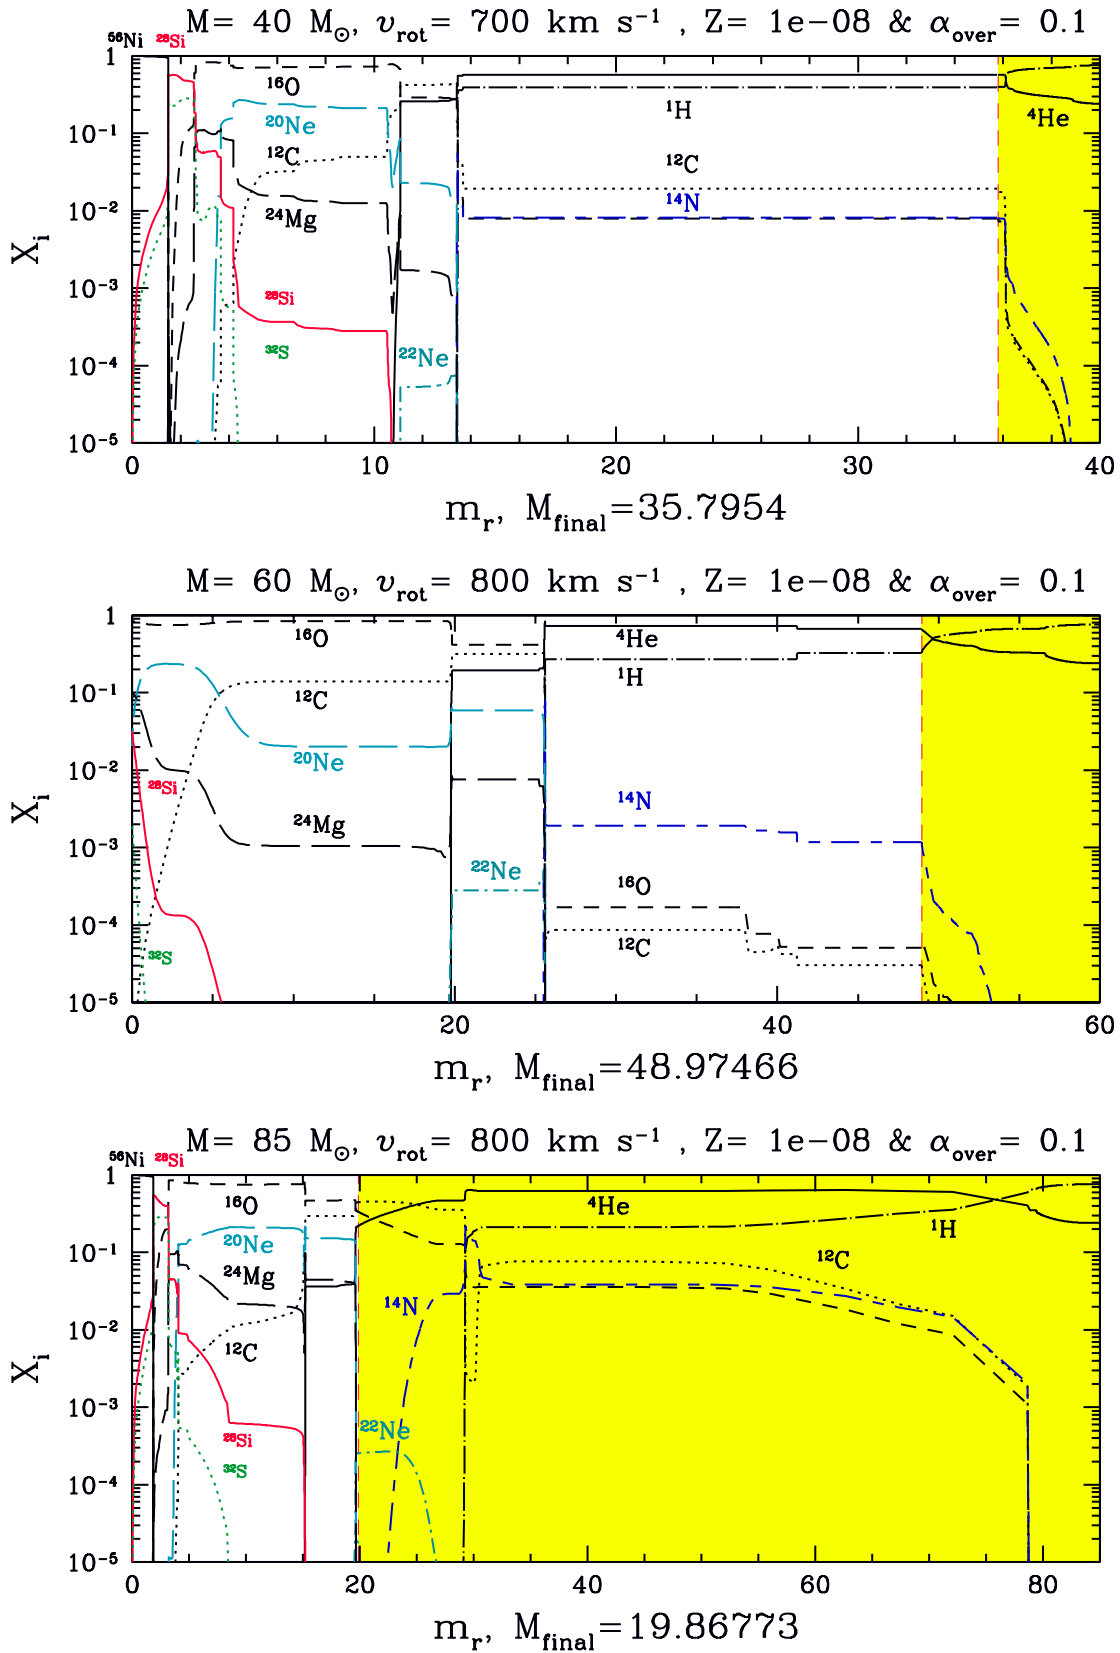 M= 40 M⊙, υrot= 700 km s⁻¹ , Z= 1e−08 & αover= 0.1
⁵⁶Ni ²⁸Si
1
¹⁶O
⁴He
¹H
²⁰Ne
10⁻¹
¹²C
¹²C
¹⁴N
²⁴Mg
10⁻²
Xi
10⁻³
²⁸Si
³²S
²²Ne
10⁻⁴
10⁻⁵
0 10 20 30 40
mr, Mfinal=35.7954
M= 60 M⊙, υrot= 800 km s⁻¹ , Z= 1e−08 & αover= 0.1
1
¹⁶O
⁴He
¹H
10⁻¹
¹²C
²⁰Ne
10⁻²
²⁸Si
¹⁴N
Xi
²⁴Mg
10⁻³
²²Ne
¹⁶O
10⁻⁴
¹²C
³²S
10⁻⁵
0 20 40 60
mr, Mfinal=48.97466
M= 85 M⊙, υrot= 800 km s⁻¹ , Z= 1e−08 & αover= 0.1
⁵⁶Ni ²⁸Si
1
¹⁶O
⁴He
¹H
²⁰Ne
10⁻¹
¹²C
²⁴Mg
¹⁴N
10⁻²
¹²C
Xi
10⁻³
²⁸Si
²²Ne
³²S
10⁻⁴
10⁻⁵
0 20 40 60 80
mr, Mfinal=19.86773